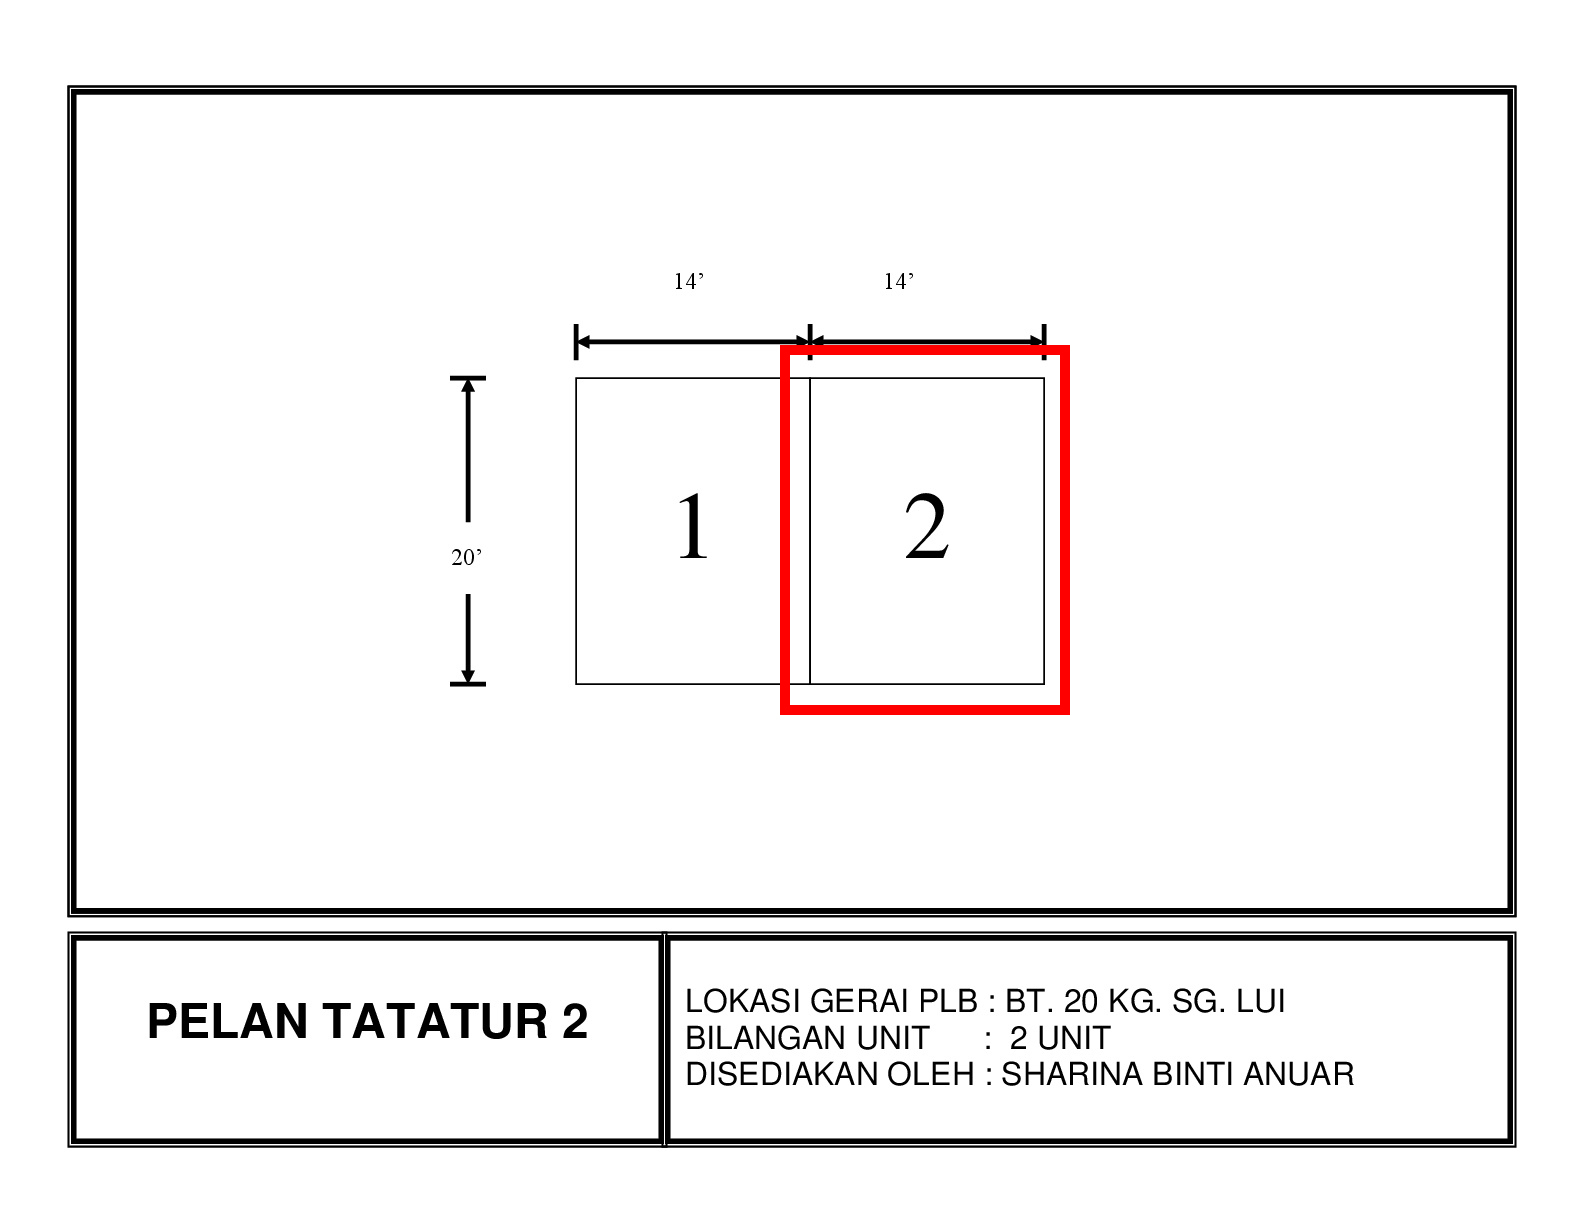 14’ 14’
20’
1 2
PELAN TATATUR 2
LOKASI GERAI PLB : BT. 20 KG. SG. LUI
BILANGAN UNIT : 2 UNIT
DISEDIAKAN OLEH : SHARINA BINTI ANUAR